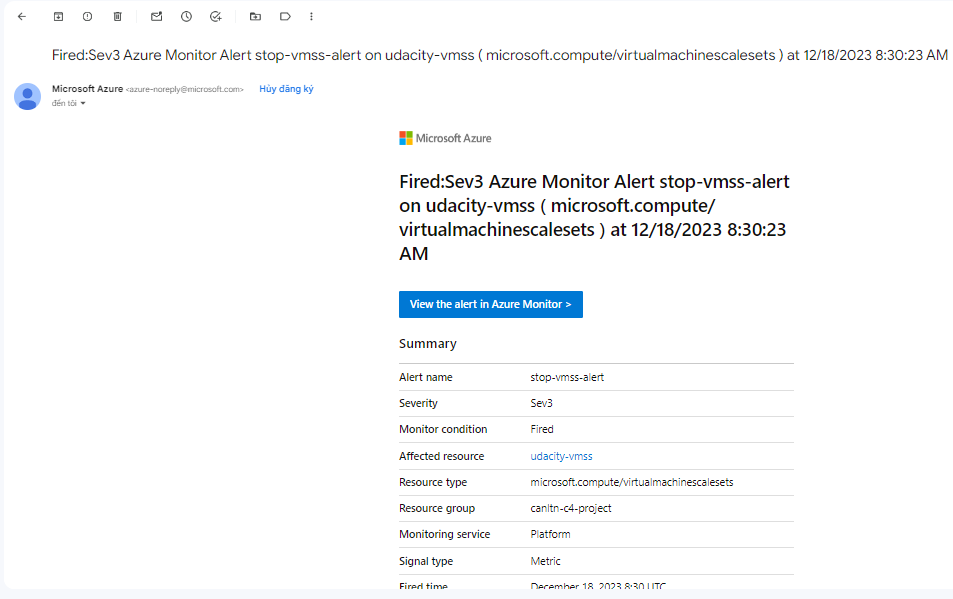 Fired:Sev3 Azure Monitor Alert stop-vmss-alert on udacity-vmss ( microsoft.compute/virtualmachinescalesets ) at 12/18/2023 8:30:23 AM
Microsoft Azure <azure-noreply@microsoft.com> Hủy đăng ký
đến tôi
Microsoft Azure
Fired:Sev3 Azure Monitor Alert stop-vmss-alert
on udacity-vmss ( microsoft.compute/
virtualmachinescalesets ) at 12/18/2023 8:30:23
AM
View the alert in Azure Monitor >
Summary
Alert name stop-vmss-alert
Severity Sev3
Monitor condition Fired
Affected resource udacity-vmss
Resource type microsoft.compute/virtualmachinescalesets
Resource group canltn-c4-project
Monitoring service Platform
Signal type Metric
Fired time December 18, 2023 8:30 UTC